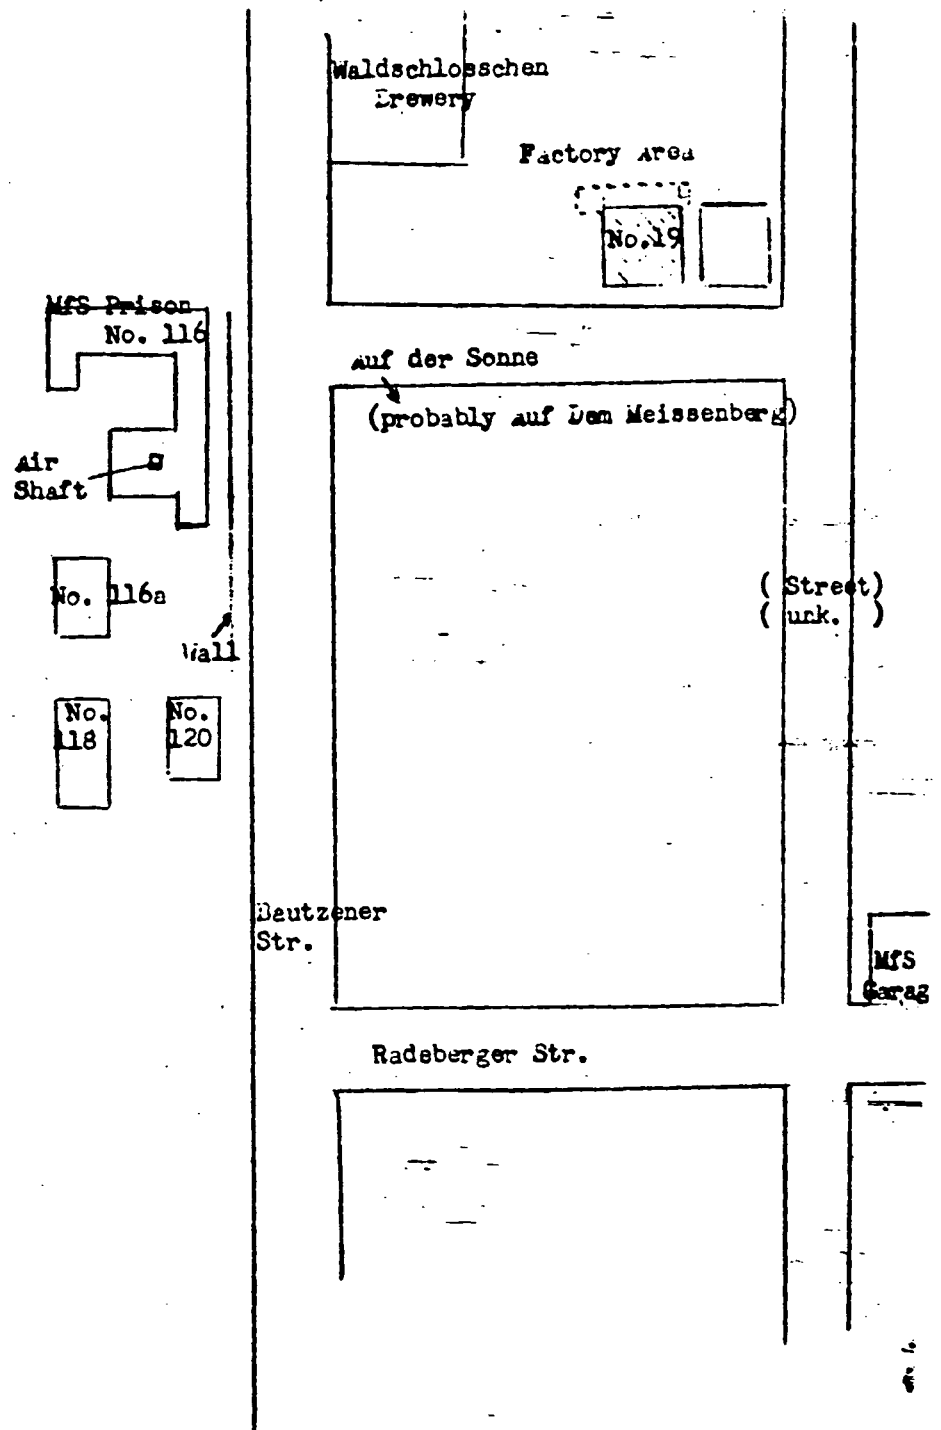 Waldschlosschen
Brewery
Factory Area
No.19
MfS Prison
No. 116
Auf der Sonne
(probably Auf Dem Meissenberg)
Air
Shaft
No. 116a
( Street)
( unk. )
Wall
No.
118
No.
120
Bautzener
Str.
MfS
Garag
Radeberger Str.